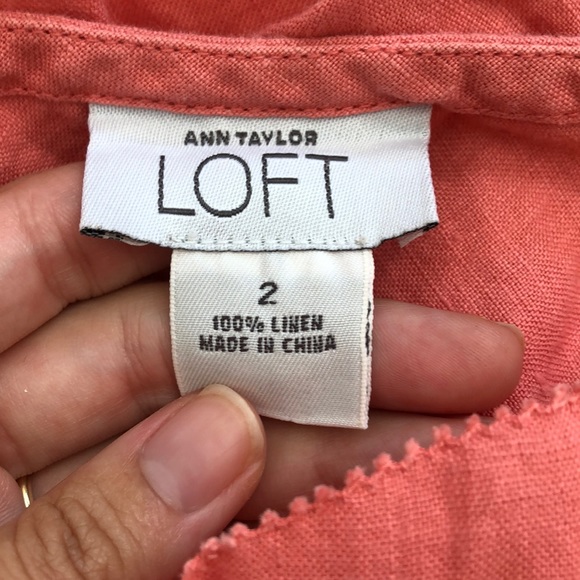 ANN TAYLOR
LOFT
2
100% LINEN
MADE IN CHINA